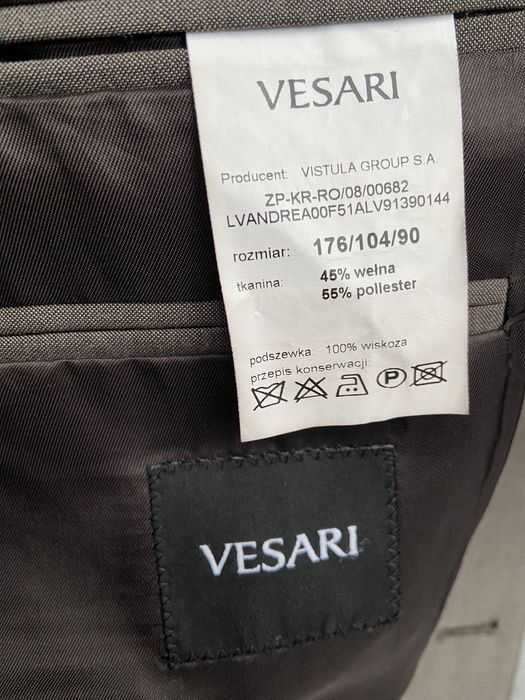 VESARI
Producent: VISTULA GROUP S.A.
ZP-KR-RO/08/00682
LVANDREA00F51ALV91390144
rozmiar: 176/104/90
tkanina: 45% wełna
55% poliester
podszewka: 100% wiskoza
przepis konserwacji:
P
VESARI